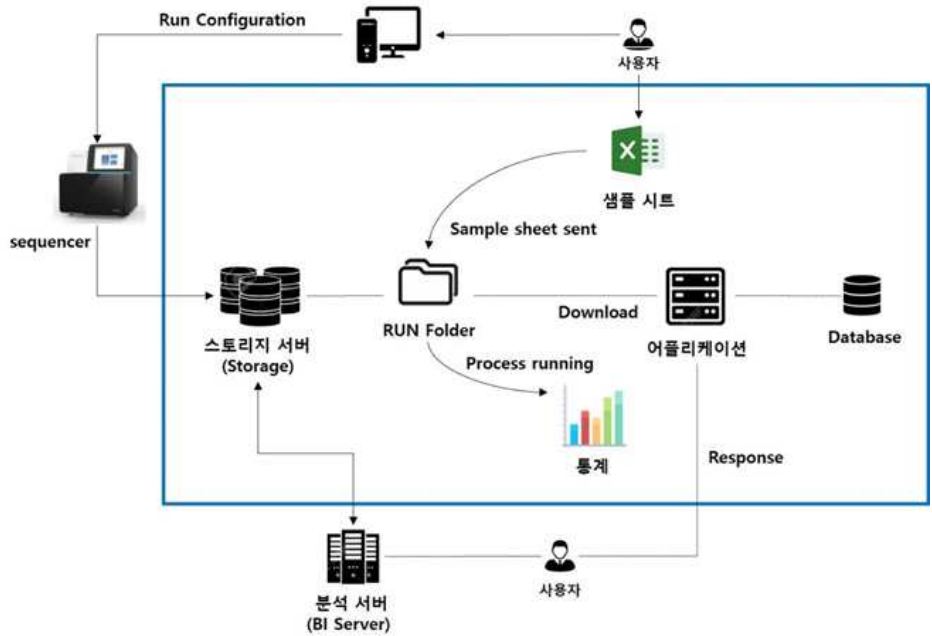 Run Configuration
사용자
샘플 시트
Sample sheet sent
sequencer
RUN Folder
Download
스토리지 서버
(Storage)
어플리케이션
Database
Process running
통계
Response
사용자
분석 서버
(BI Server)